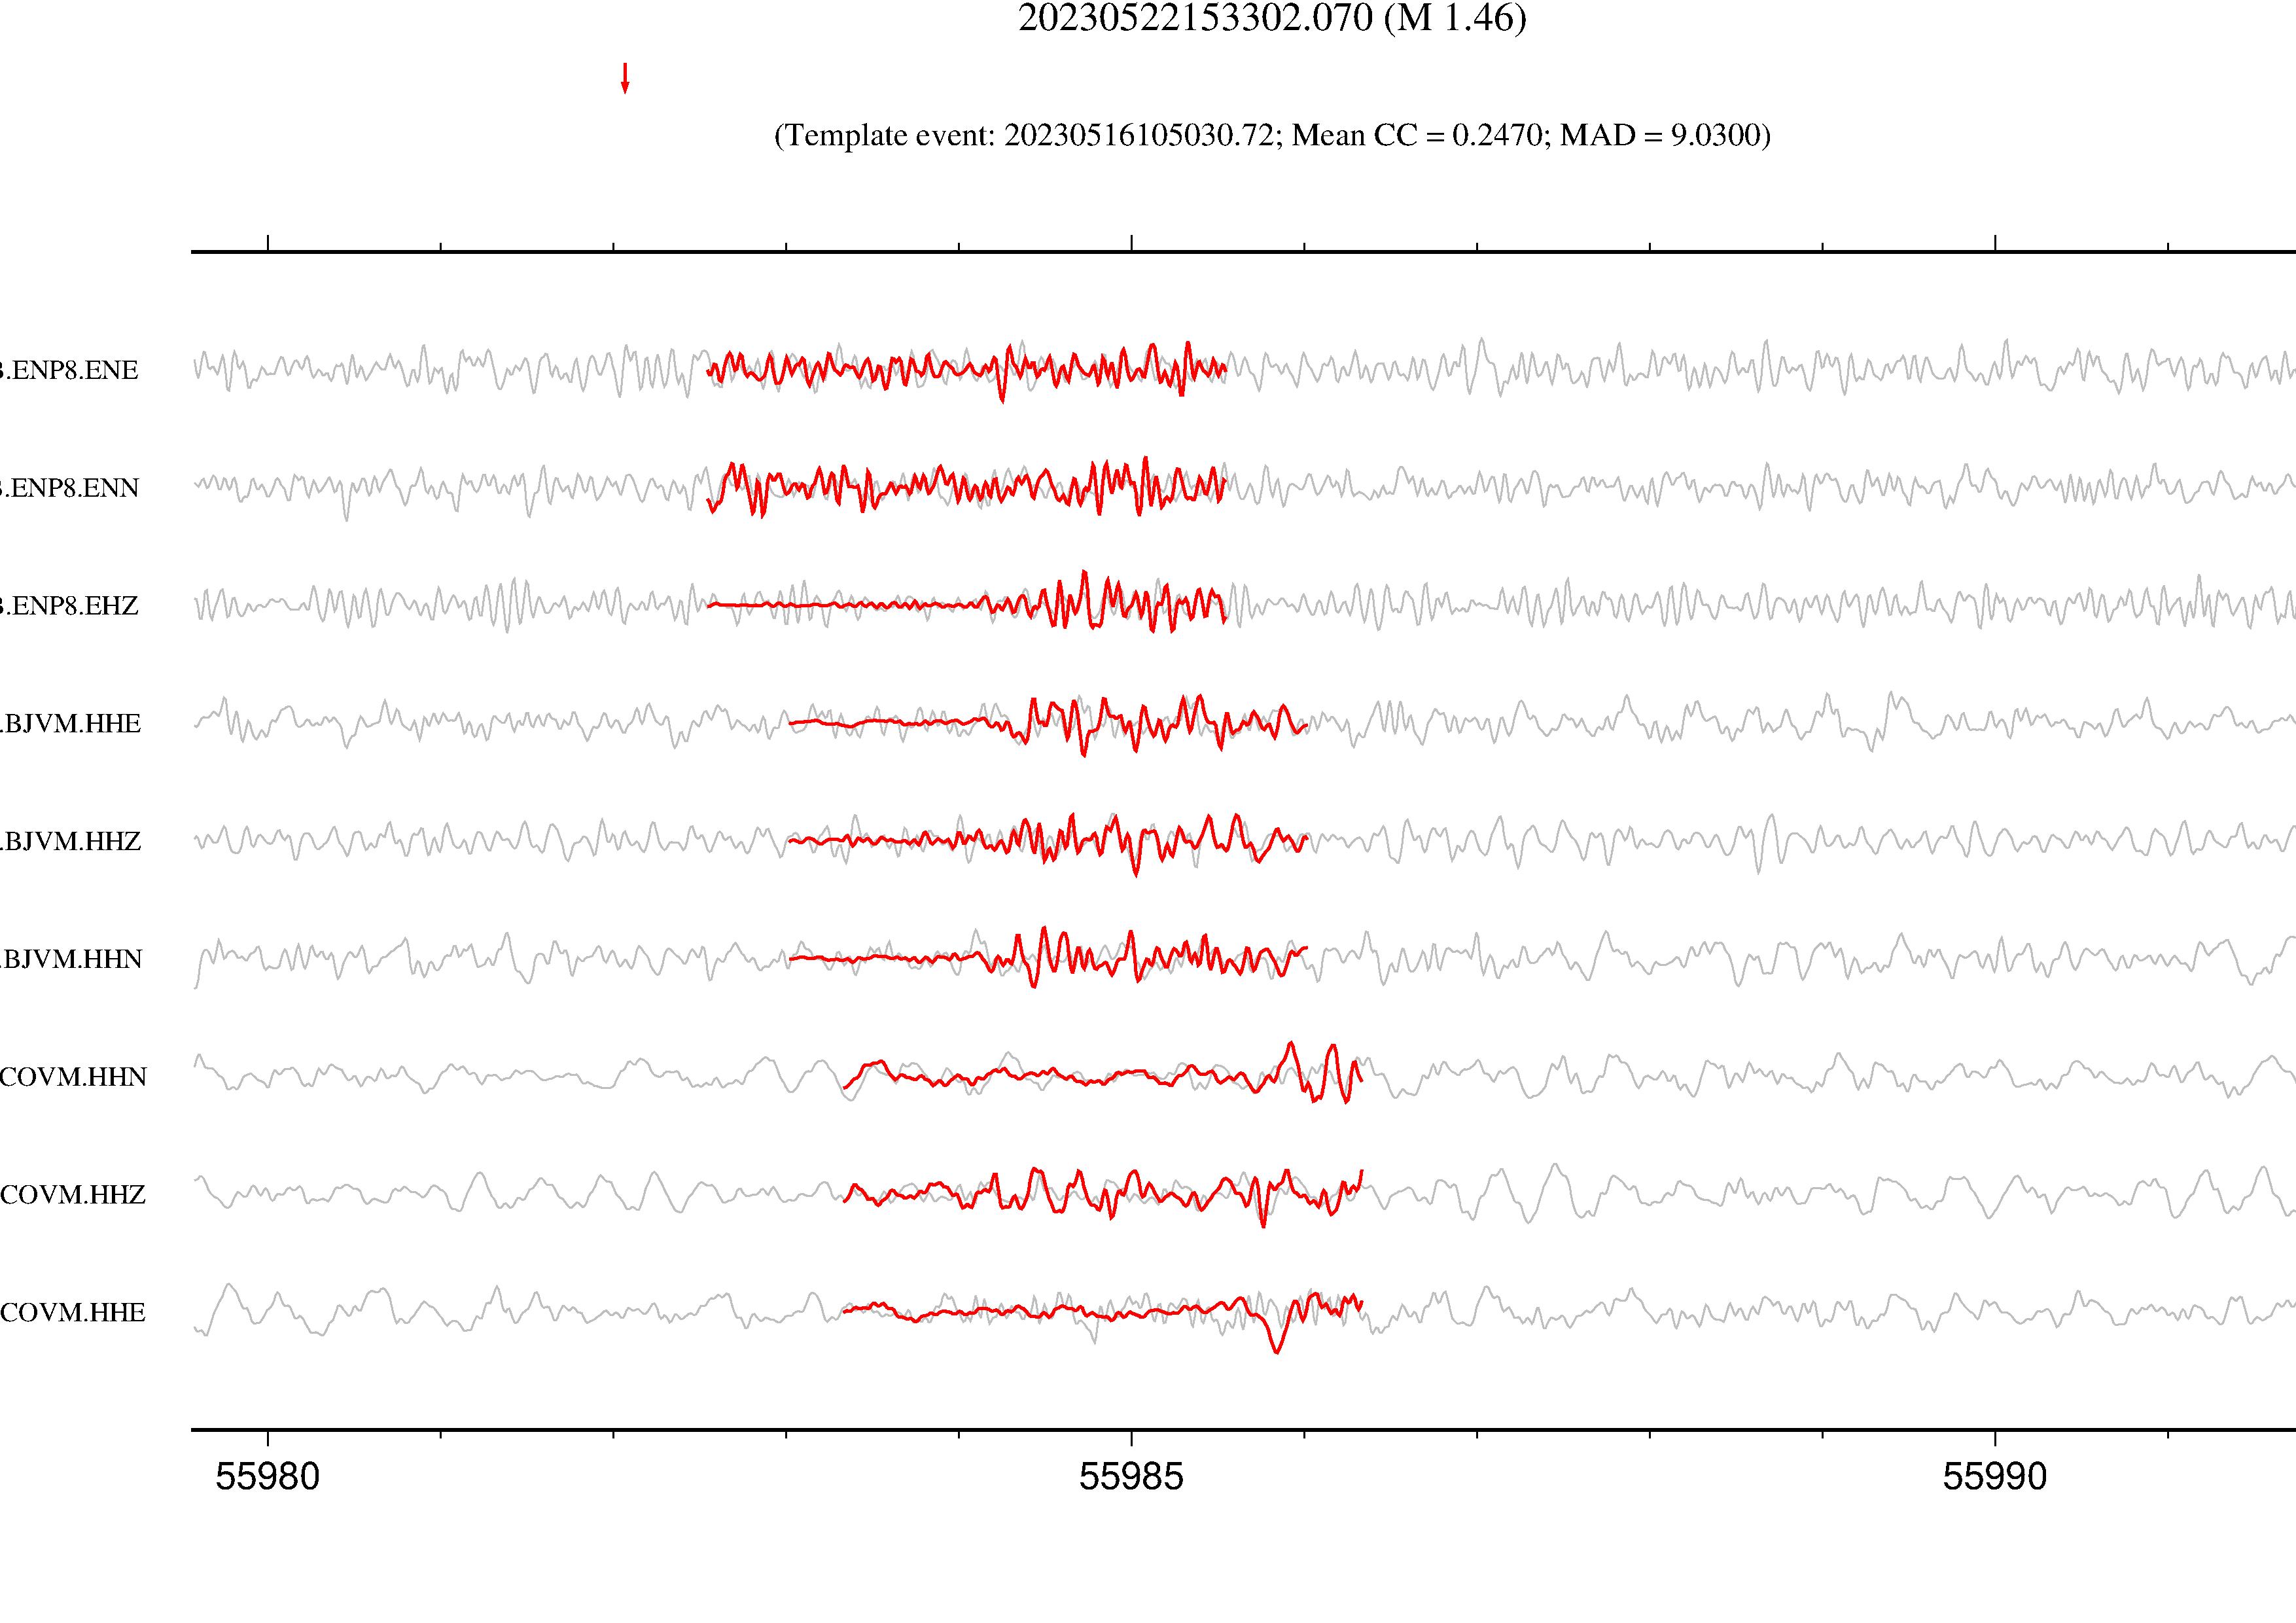 20230522153302.070 (M 1.46)
(Template event: 20230516105030.72; Mean CC = 0.2470; MAD = 9.0300)
.ENP8.ENE
.ENP8.ENN
.ENP8.EHZ
.BJVM.HHE
.BJVM.HHZ
.BJVM.HHN
COVM.HHN
COVM.HHZ
COVM.HHE
55980 55985 55990